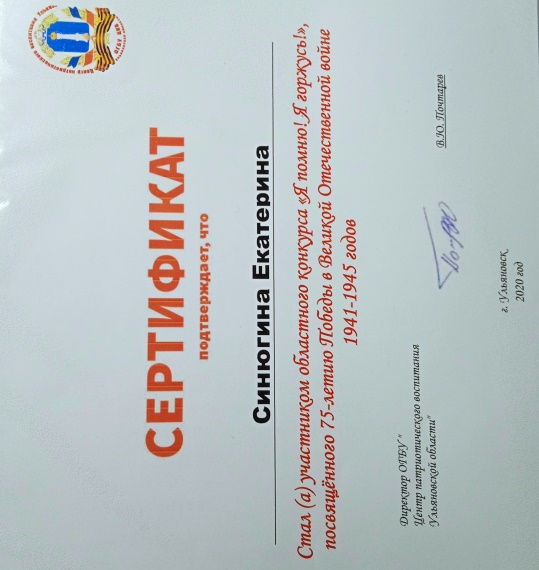 СЕРТИФИКАТ
подтверждает, что
Синюгина Екатерина
Стал (а) участником областного конкурса «Я помню! Я горжусь!»,
посвящённого 75-летию Победы в Великой Отечественной войне
1941-1945 годов
Директор ОГБУ "
Центр патриотического воспитания
Ульяновской области"
В.Ю. Почтарев
г. Ульяновск,
2020 год